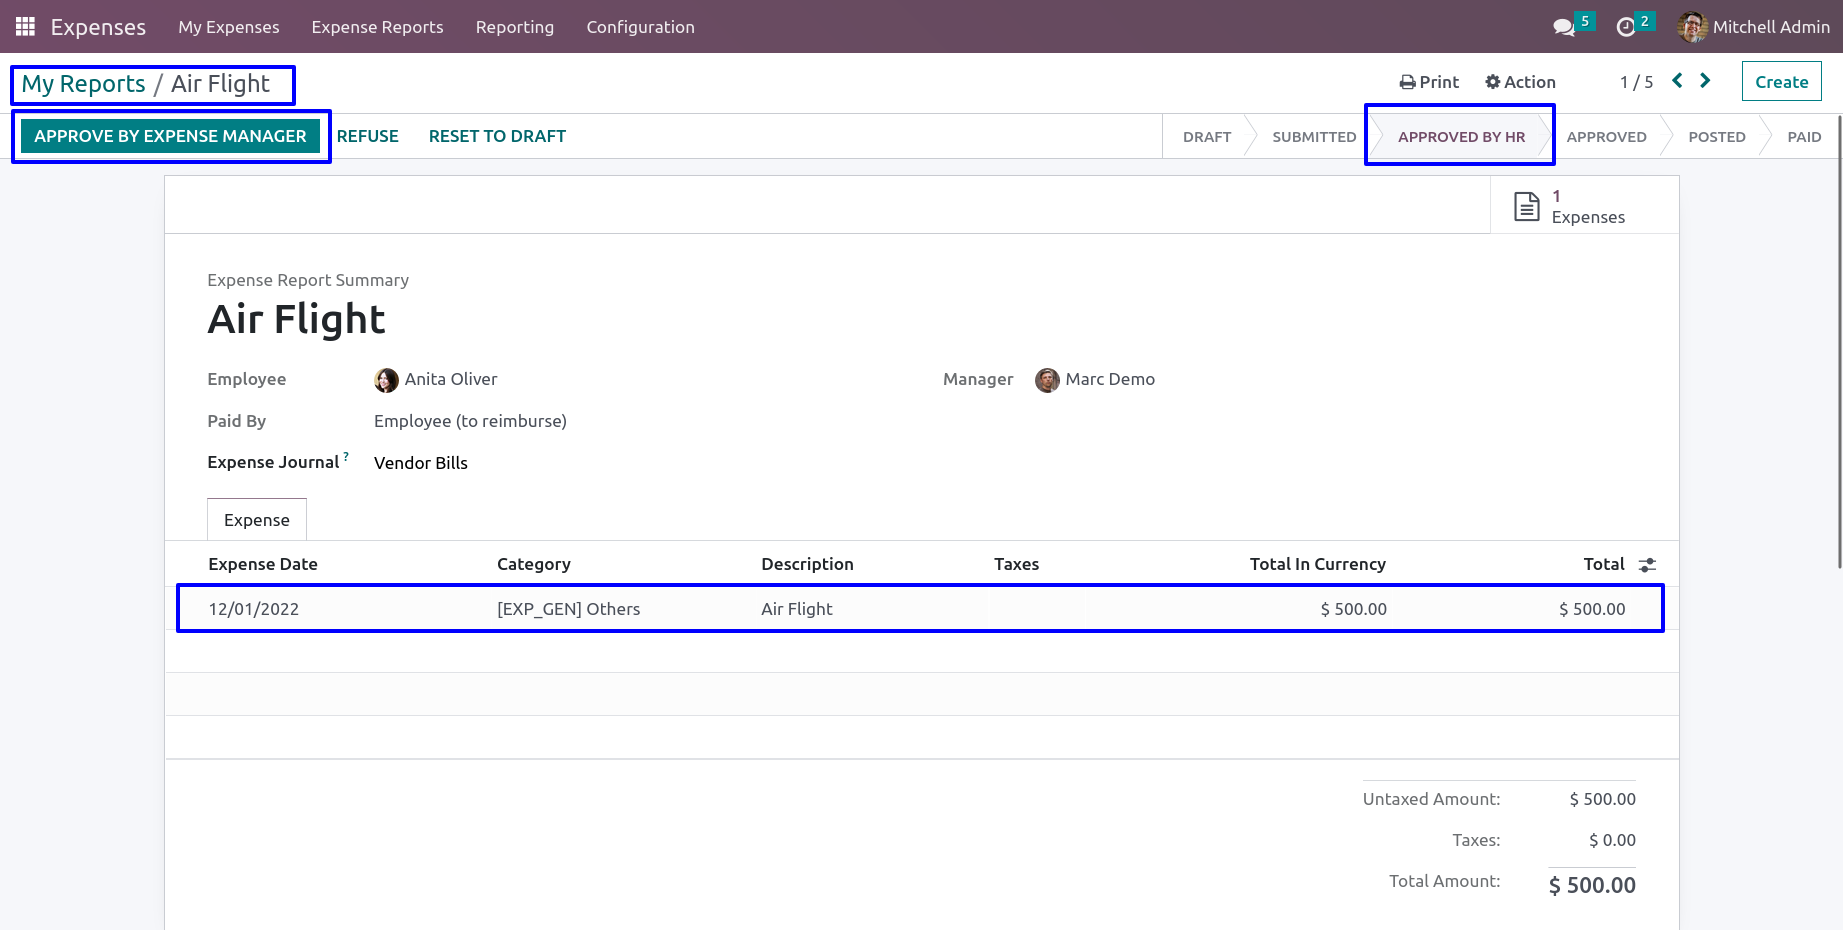 Expenses My Expenses Expense Reports Reporting Configuration 5 2 Mitchell Admin
My Reports / Air Flight Print Action 1 / 5 Create
APPROVE BY EXPENSE MANAGER REFUSE RESET TO DRAFT DRAFT SUBMITTED APPROVED BY HR APPROVED POSTED PAID
1
Expenses
Expense Report Summary
Air Flight
Employee Anita Oliver Manager Marc Demo
Paid By Employee (to reimburse)
Expense Journal ? Vendor Bills
Expense
Expense Date Category Description Taxes Total In Currency Total
12/01/2022 [EXP_GEN] Others Air Flight $ 500.00 $ 500.00
Untaxed Amount: $ 500.00
Taxes: $ 0.00
Total Amount: $ 500.00